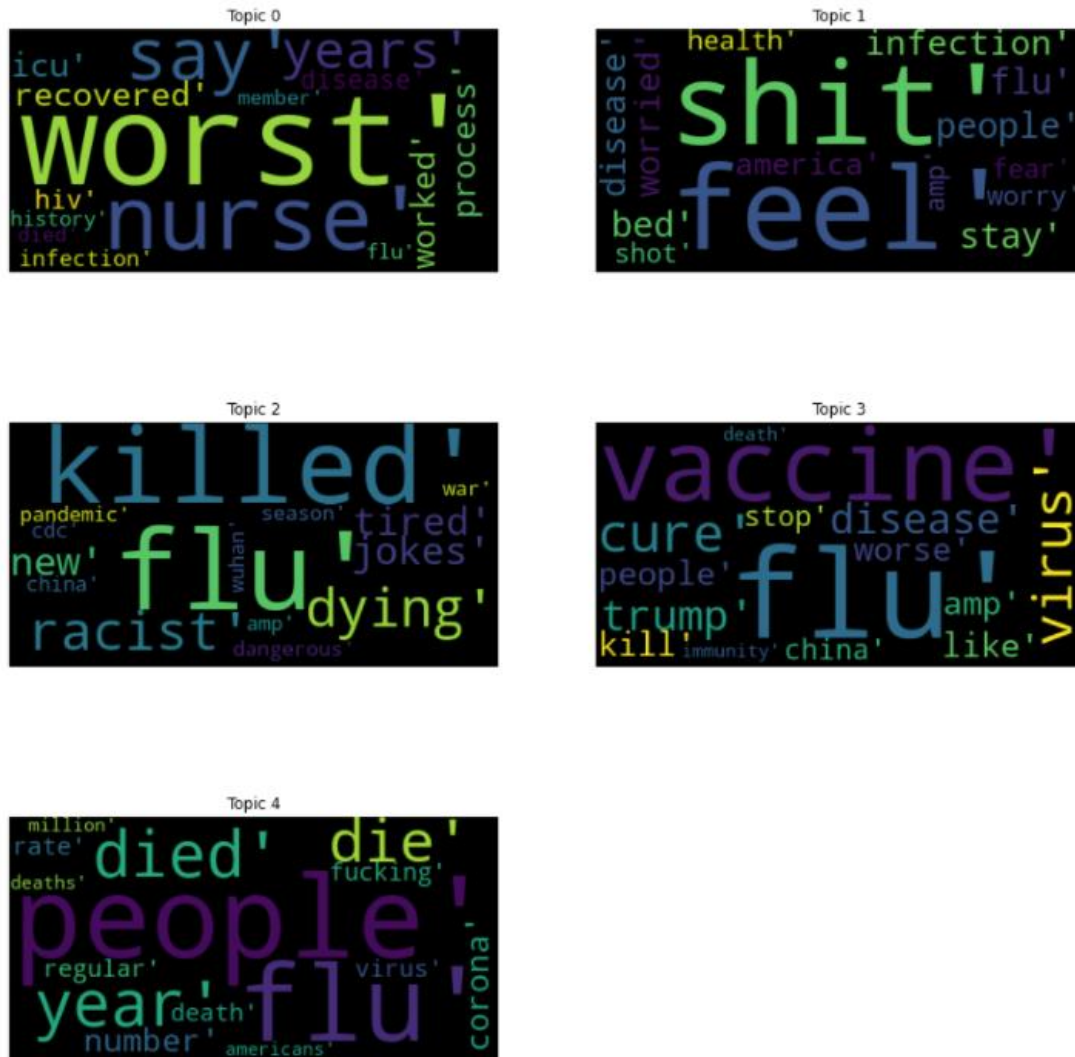 Topic 0
say'
years'
icu'
disease'
recovered'
member'
worst'
process'
worked'
hiv'
nurse'
history'
died'
flu'
infection'
Topic 1
health'
infection'
disease'
worried'
shit'
flu'
people'
america'
amp'
fear'
feel'
worry'
bed'
stay'
shot'
Topic 2
killed'
war'
pandemic'
season'
tired'
cdc'
new'
flu'
wuhan'
jokes'
china'
dying'
racist'
amp'
dangerous'
Topic 3
death'
vaccine'
virus'
cure'
stop'
disease'
worse'
people'
flu'
trump'
amp'
kill'
immunity'
china'
like'
Topic 4
million'
died'
die'
rate'
fucking'
deaths'
people'
corona'
regular'
virus'
year'
death'
flu'
number'
americans'